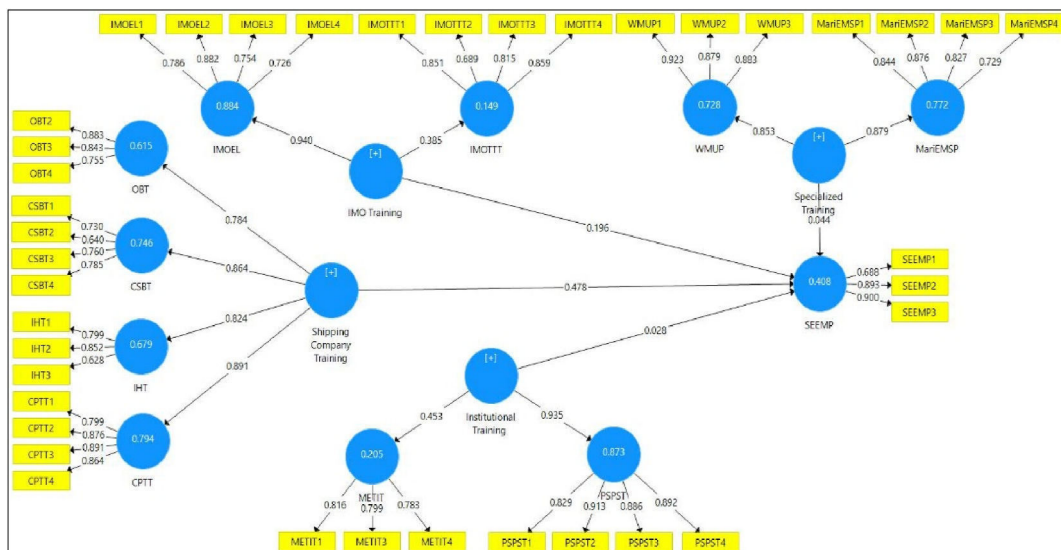 IMOEL1 IMOEL2 IMOEL3 IMOEL4 IMOTTT1 IMOTTT2 IMOTTT3 IMOTTT4 WMUP1 WMUP2 WMUP3 MariEMSP1 MariEMSP2 MariEMSP3 MariEMSP4
0.786 0.882 0.754 0.726 0.851 0.689 0.815 0.859 0.923 0.879 0.883 0.844 0.876 0.827 0.729
0.884 0.149 0.728 0.772
IMOEL IMOTTT WMUP MariEMSP
0.940 0.385 0.853 0.879
[+] [+]
IMO Training
Specialized
Training
0.044
0.196
OBT2
OBT3
OBT4
0.883
0.843
0.755
0.615
OBT
0.784
CSBT1
CSBT2
CSBT3
CSBT4
0.730
0.640
0.760
0.785
0.746
CSBT
0.864
[+]
Shipping
Company
Training
0.478
0.408
SEEMP
0.688
0.893
0.900
SEEMP1
SEEMP2
SEEMP3
IHT1
IHT2
IHT3
0.799
0.852
0.628
0.679
IHT
0.824
0.891
0.028
CPTT1
CPTT2
CPTT3
CPTT4
0.799
0.876
0.891
0.864
0.794
CPTT
[+]
Institutional
Training
0.453 0.935
0.205 0.873
METIT PSPST
0.816 0.799 0.783 0.829 0.913 0.886 0.892
METIT1 METIT3 METIT4 PSPST1 PSPST2 PSPST3 PSPST4